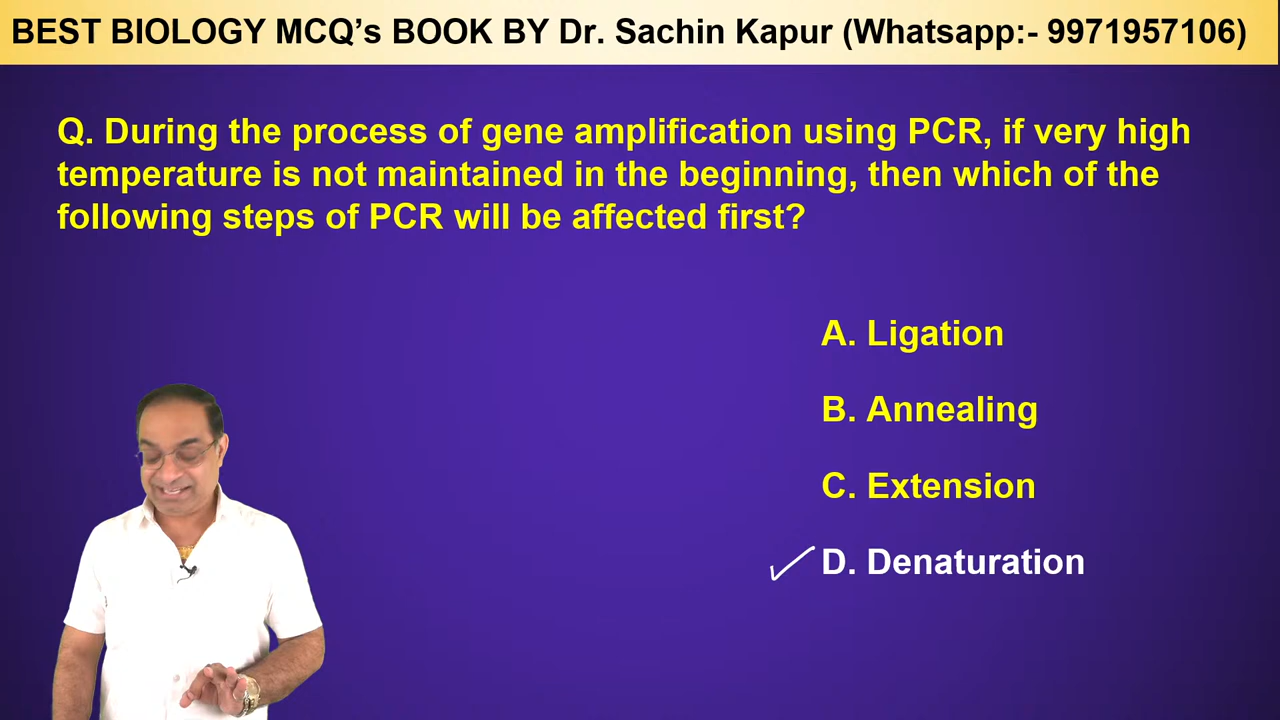 BEST BIOLOGY MCQ's BOOK BY Dr. Sachin Kapur (Whatsapp:- 9971957106)
Q. During the process of gene amplification using PCR, if very high
temperature is not maintained in the beginning, then which of the
following steps of PCR will be affected first?
A. Ligation
B. Annealing
C. Extension
D. Denaturation